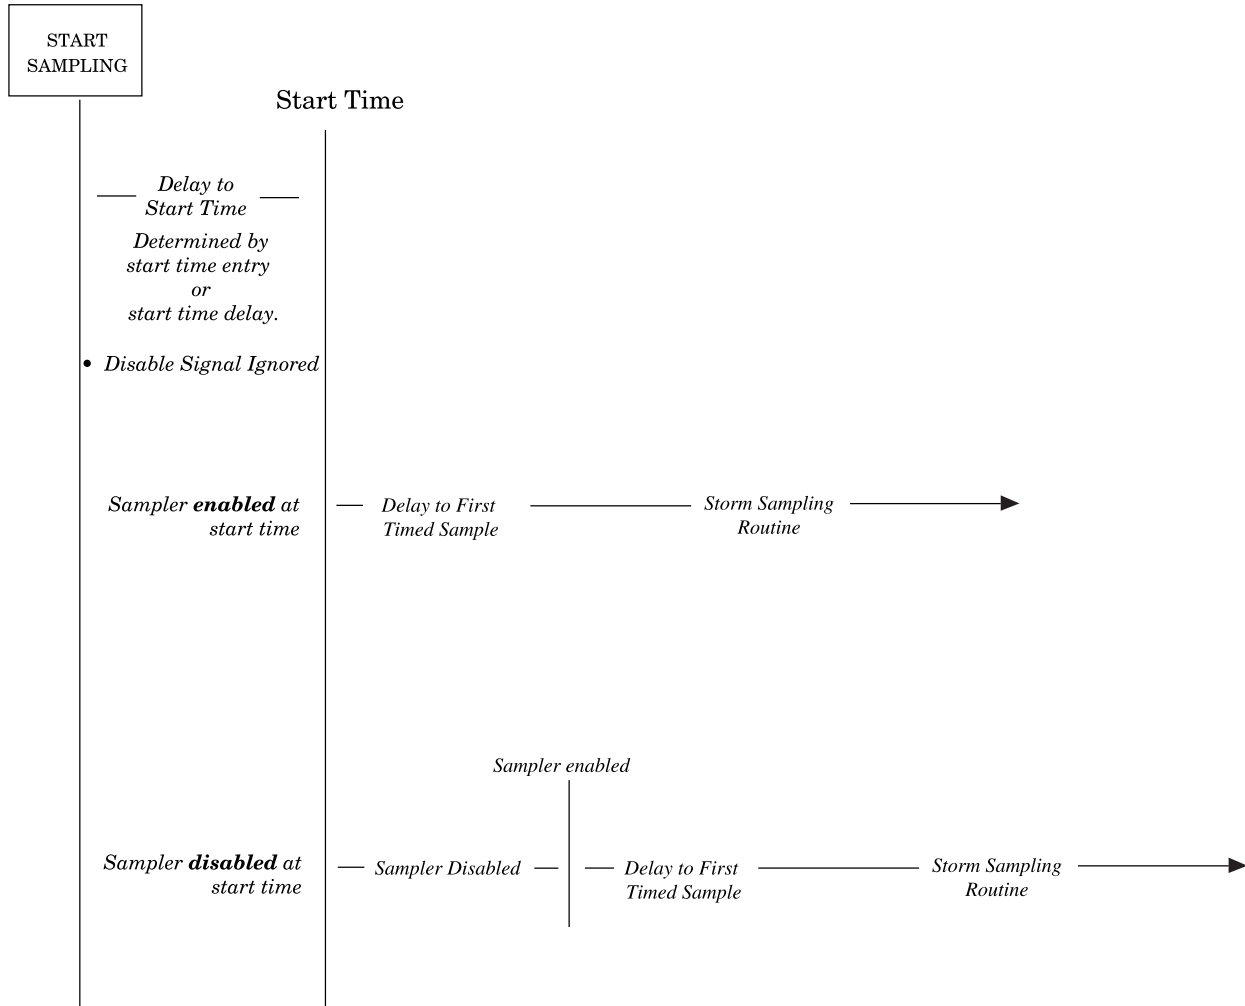 START
SAMPLING
Start Time
Delay to
Start Time
Determined by
start time entry
or
start time delay.
• Disable Signal Ignored
Sampler enabled at
start time
Delay to First
Timed Sample
Storm Sampling
Routine
Sampler enabled
Sampler disabled at
start time
Sampler Disabled
Delay to First
Timed Sample
Storm Sampling
Routine